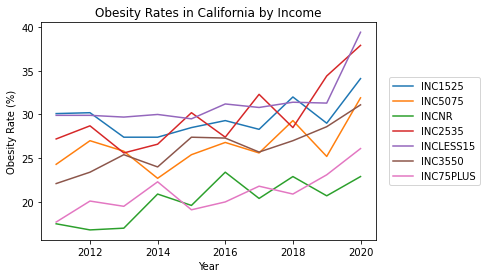 Obesity Rates in California by Income
Obesity Rate (%)
40
35
30
25
20
2012
2014
2016
2018
2020
Year
INC1525
INC5075
INCNR
INC2535
INCLESS15
INC3550
INC75PLUS